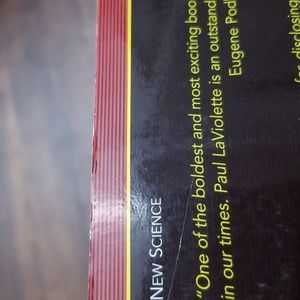 NEW SCIENCE
"One of the boldest and most exciting boo
in our times. Paul LaViolette is an outstand
Eugene Pod
for disclosing